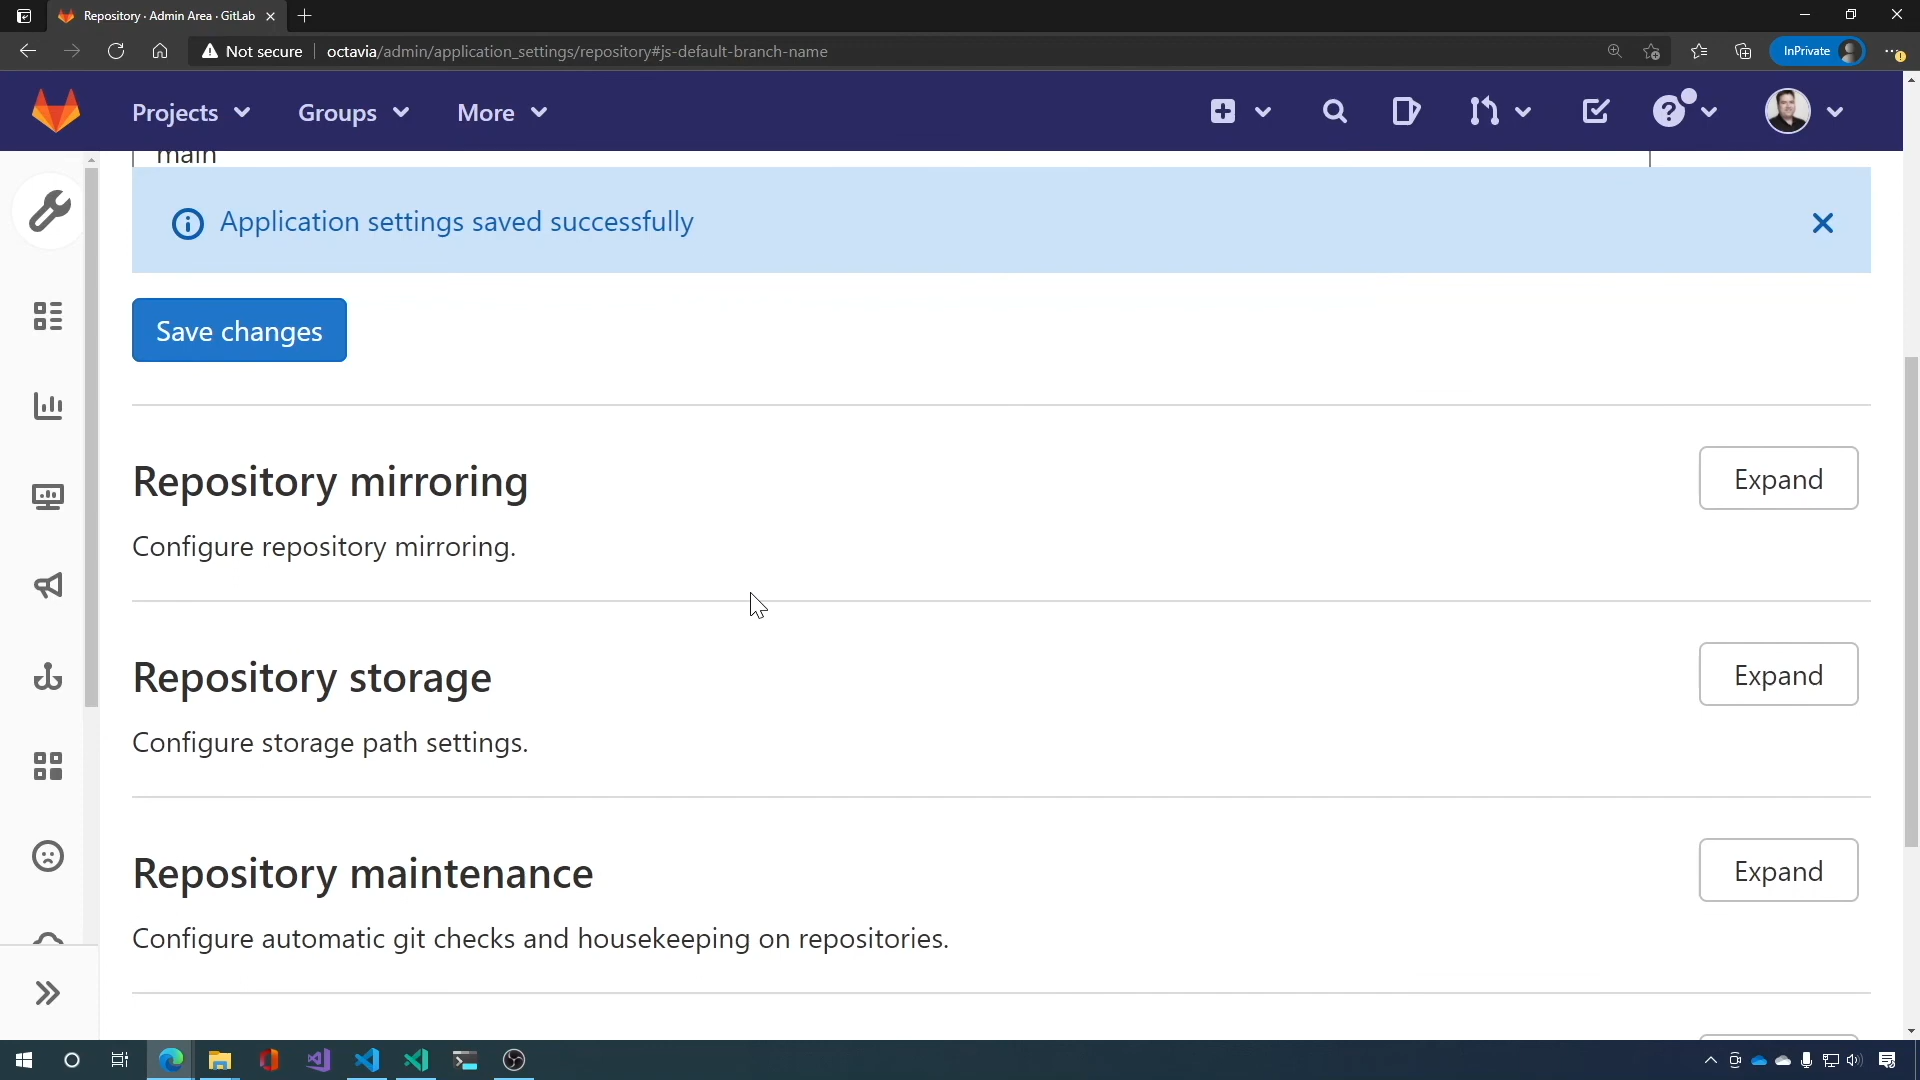 Repository · Admin Area · GitLab
Not secure octavia/admin/application_settings/repository#js-default-branch-name
InPrivate
Projects Groups More
main
Application settings saved successfully
Save changes
Repository mirroring
Expand
Configure repository mirroring.
Repository storage
Expand
Configure storage path settings.
Repository maintenance
Expand
Configure automatic git checks and housekeeping on repositories.